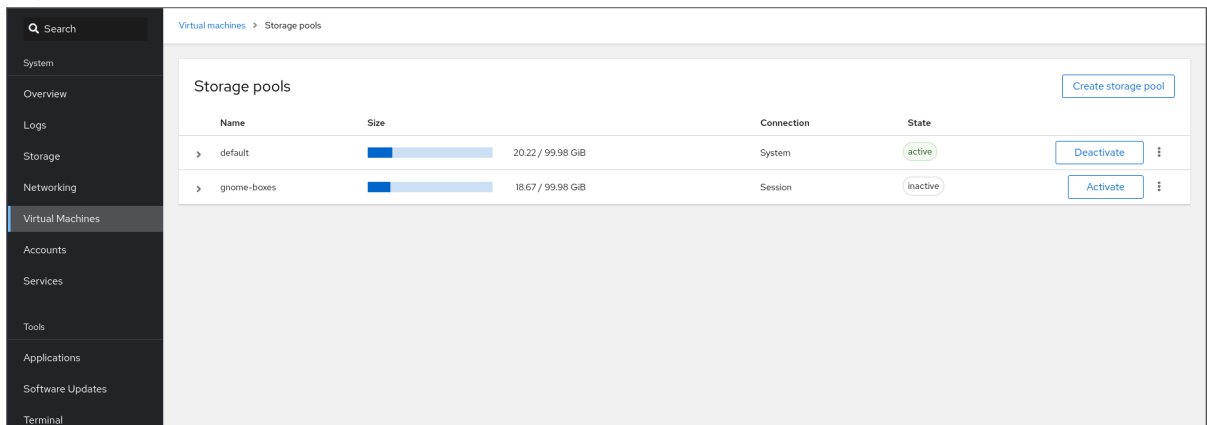 Search
System
Overview
Logs
Storage
Networking
Virtual Machines
Accounts
Services
Tools
Applications
Software Updates
Terminal
Virtual machines > Storage pools
Storage pools
Create storage pool
Name Size Connection State
default 20.22 / 99.98 GiB System active Deactivate
gnome-boxes 18.67 / 99.98 GiB Session inactive Activate